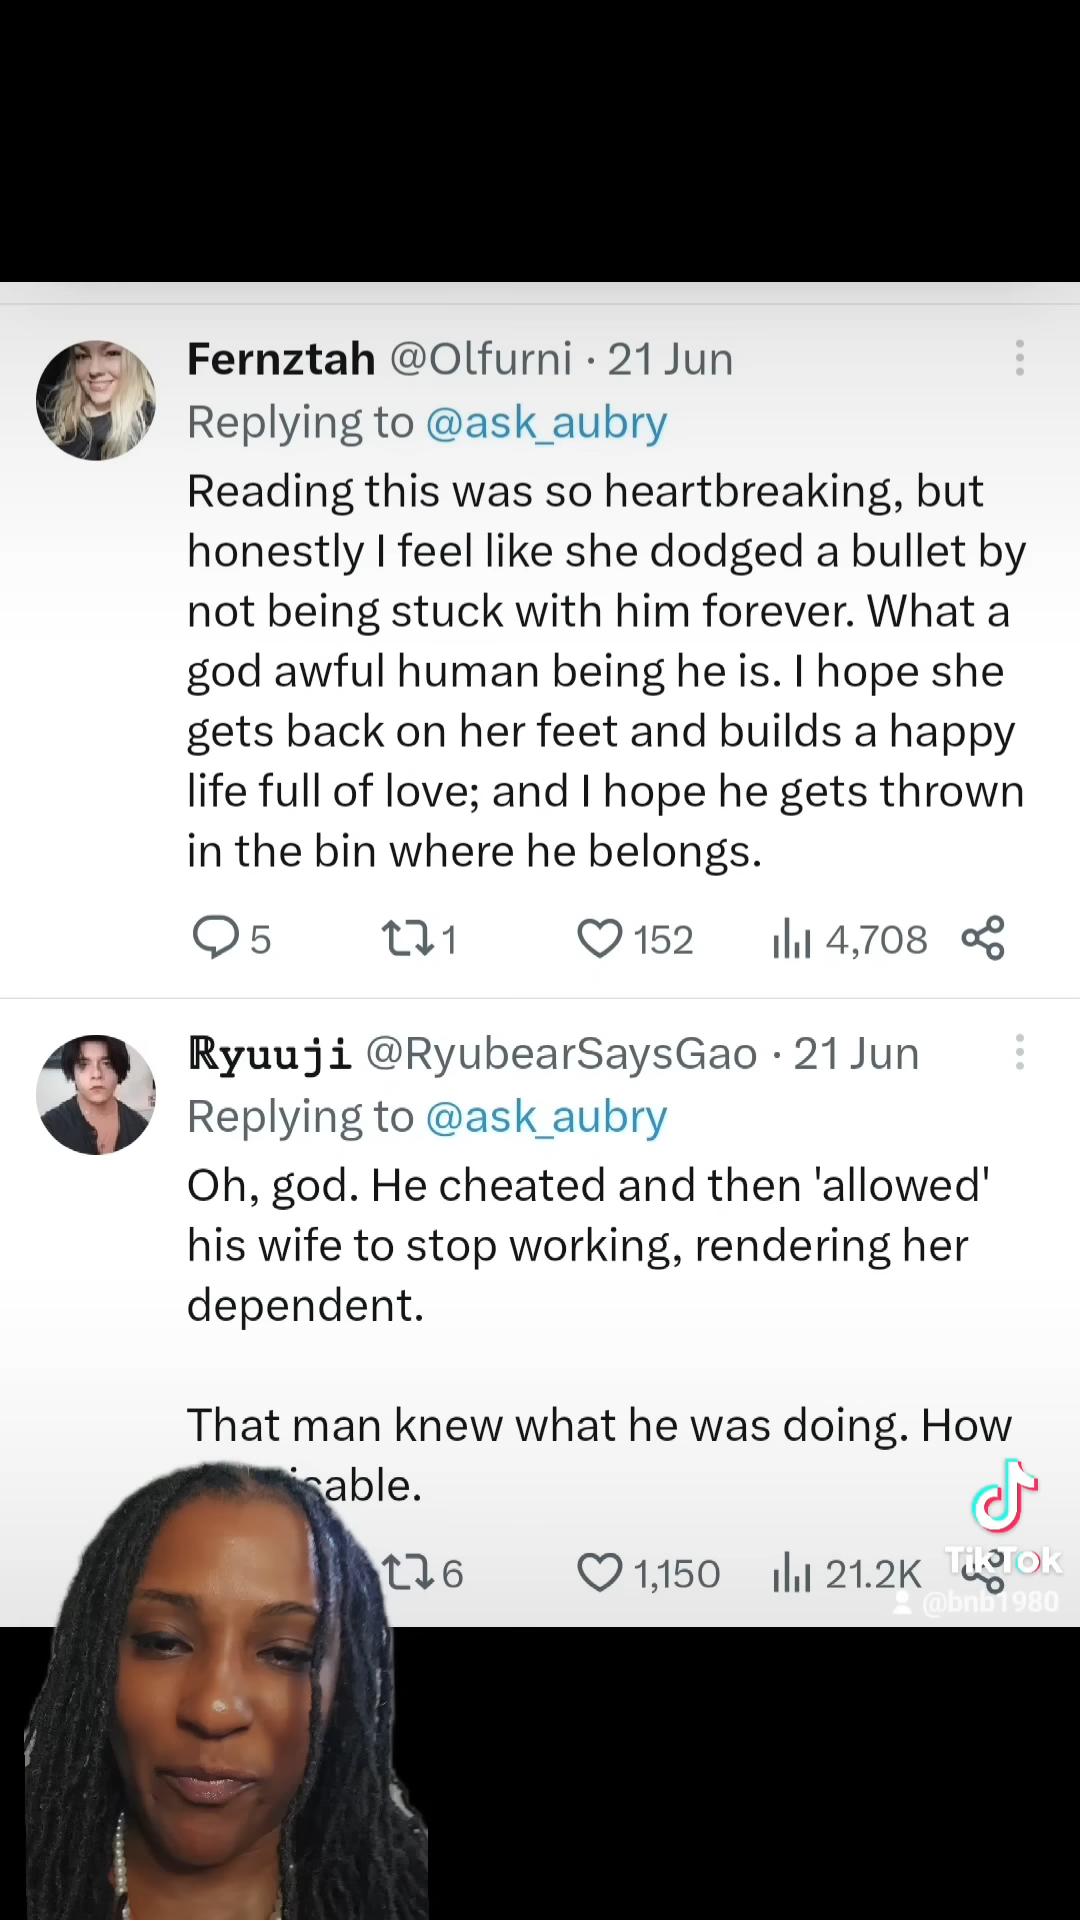 Fernztah @Olfurni · 21 Jun
Replying to @ask_aubry
Reading this was so heartbreaking, but
honestly I feel like she dodged a bullet by
not being stuck with him forever. What a
god awful human being he is. I hope she
gets back on her feet and builds a happy
life full of love; and I hope he gets thrown
in the bin where he belongs.
5 1 152 4,708
ℝyuuji @RyubearSaysGao · 21 Jun
Replying to @ask_aubry
Oh, god. He cheated and then 'allowed'
his wife to stop working, rendering her
dependent.
That man knew what he was doing. How
6 1,150 21.2K
TikTok
@bnb1980